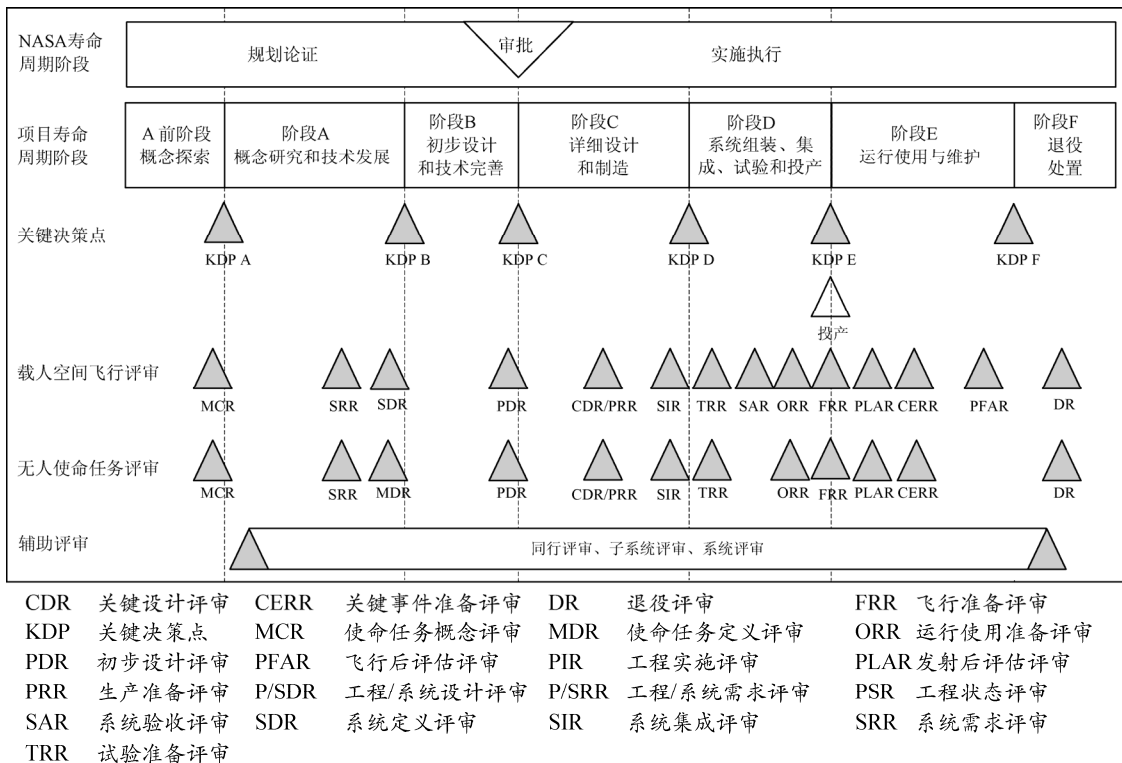 NASA寿命
周期阶段
规划论证
审批
实施执行
项目寿命
周期阶段
A 前阶段
概念探索
阶段A
概念研究和技术发展
阶段B
初步设计
和技术完善
阶段C
详细设计
和制造
阶段D
系统组装、集
成、试验和投产
阶段E
运行使用与维护
阶段F
退役
处置
关键决策点
KDP A
KDP B
KDP C
KDP D
KDP E
KDP F
投产
载人空间飞行评审
MCR
SRR
SDR
PDR
CDR/PRR
SIR
TRR
SAR
ORR
FRR
PLAR
CERR
PFAR
DR
无人使命任务评审
MCR
SRR
MDR
PDR
CDR/PRR
SIR
TRR
ORR
FRR
PLAR
CERR
DR
辅助评审
同行评审、子系统评审、系统评审
CDR 关键设计评审 CERR 关键事件准备评审 DR 退役评审 FRR 飞行准备评审
KDP 关键决策点 MCR 使命任务概念评审 MDR 使命任务定义评审 ORR 运行使用准备评审
PDR 初步设计评审 PFAR 飞行后评估评审 PIR 工程实施评审 PLAR 发射后评估评审
PRR 生产准备评审 P/SDR 工程/系统设计评审 P/SRR 工程/系统需求评审 PSR 工程状态评审
SAR 系统验收评审 SDR 系统定义评审 SIR 系统集成评审 SRR 系统需求评审
TRR 试验准备评审